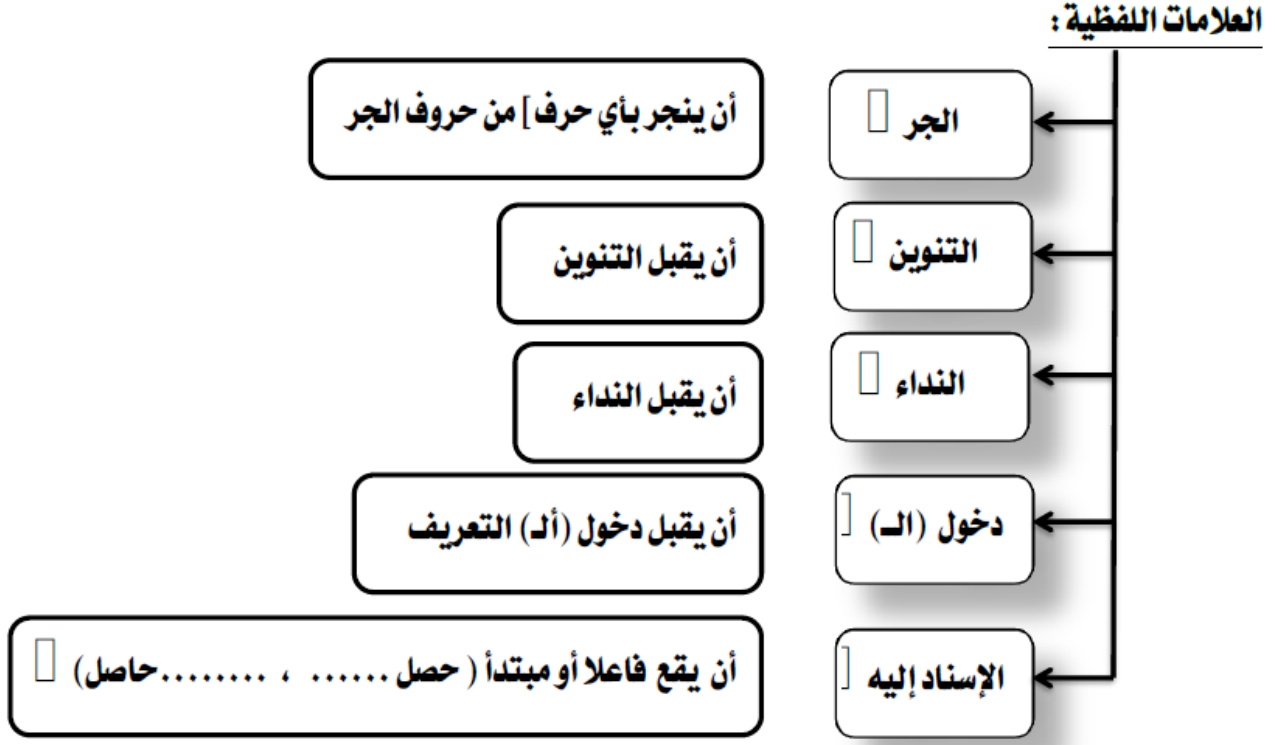 العلامات اللفظية :
الجر
أن ينجر بأي حرف] من حروف الجر
التنوين
أن يقبل التنوين
النداء
أن يقبل النداء
دخول (الـ)
أن يقبل دخول (ألـ) التعريف
الإسناد إليه
أن يقع فاعلا أو مبتدأ ( حصل ...... ، ........حاصل)